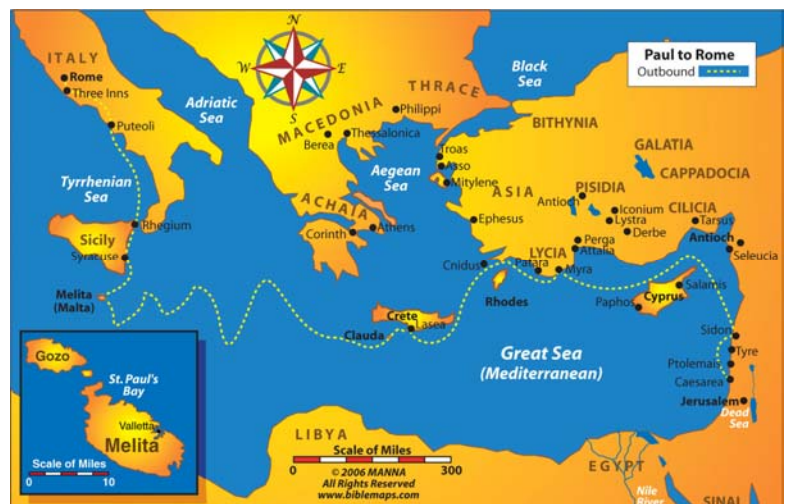 N
W
E
S
Paul to Rome
Outbound
ITALY
Rome
Three Inns
Puteoli
Adriatic
Sea
Tyrrhenian
Sea
Rhegium
Sicily
Syracuse
Melita
(Malta)
MACEDONIA
THRACE
Philippi
Thessalonica
Berea
Black
Sea
BITHYNIA
GALATIA
CAPPADOCIA
Troas
Asso
Mitylene
Aegean
Sea
ACHAIA
Corinth
Athens
ASIA
PISIDIA
Antioch
Iconium
Lystra
Derbe
CILICIA
Tarsus
Antioch
Seleucia
Ephesus
Perga
Attalia
LYCIA
Cnidus
Patara
Myra
Rhodes
Crete
Lasea
Clauda
Salamis
Cyprus
Paphos
Sidon
Tyre
Ptolemais
Caesarea
Jerusalem
Dead
Sea
Great Sea
(Mediterranean)
Gozo
St. Paul's
Bay
Valletta
Melita
Scale of Miles
0
10
LIBYA
Scale of Miles
0
300
© 2006 MANNA
All Rights Reserved
www.biblemaps.com
EGYPT
Nile
River
SINAI